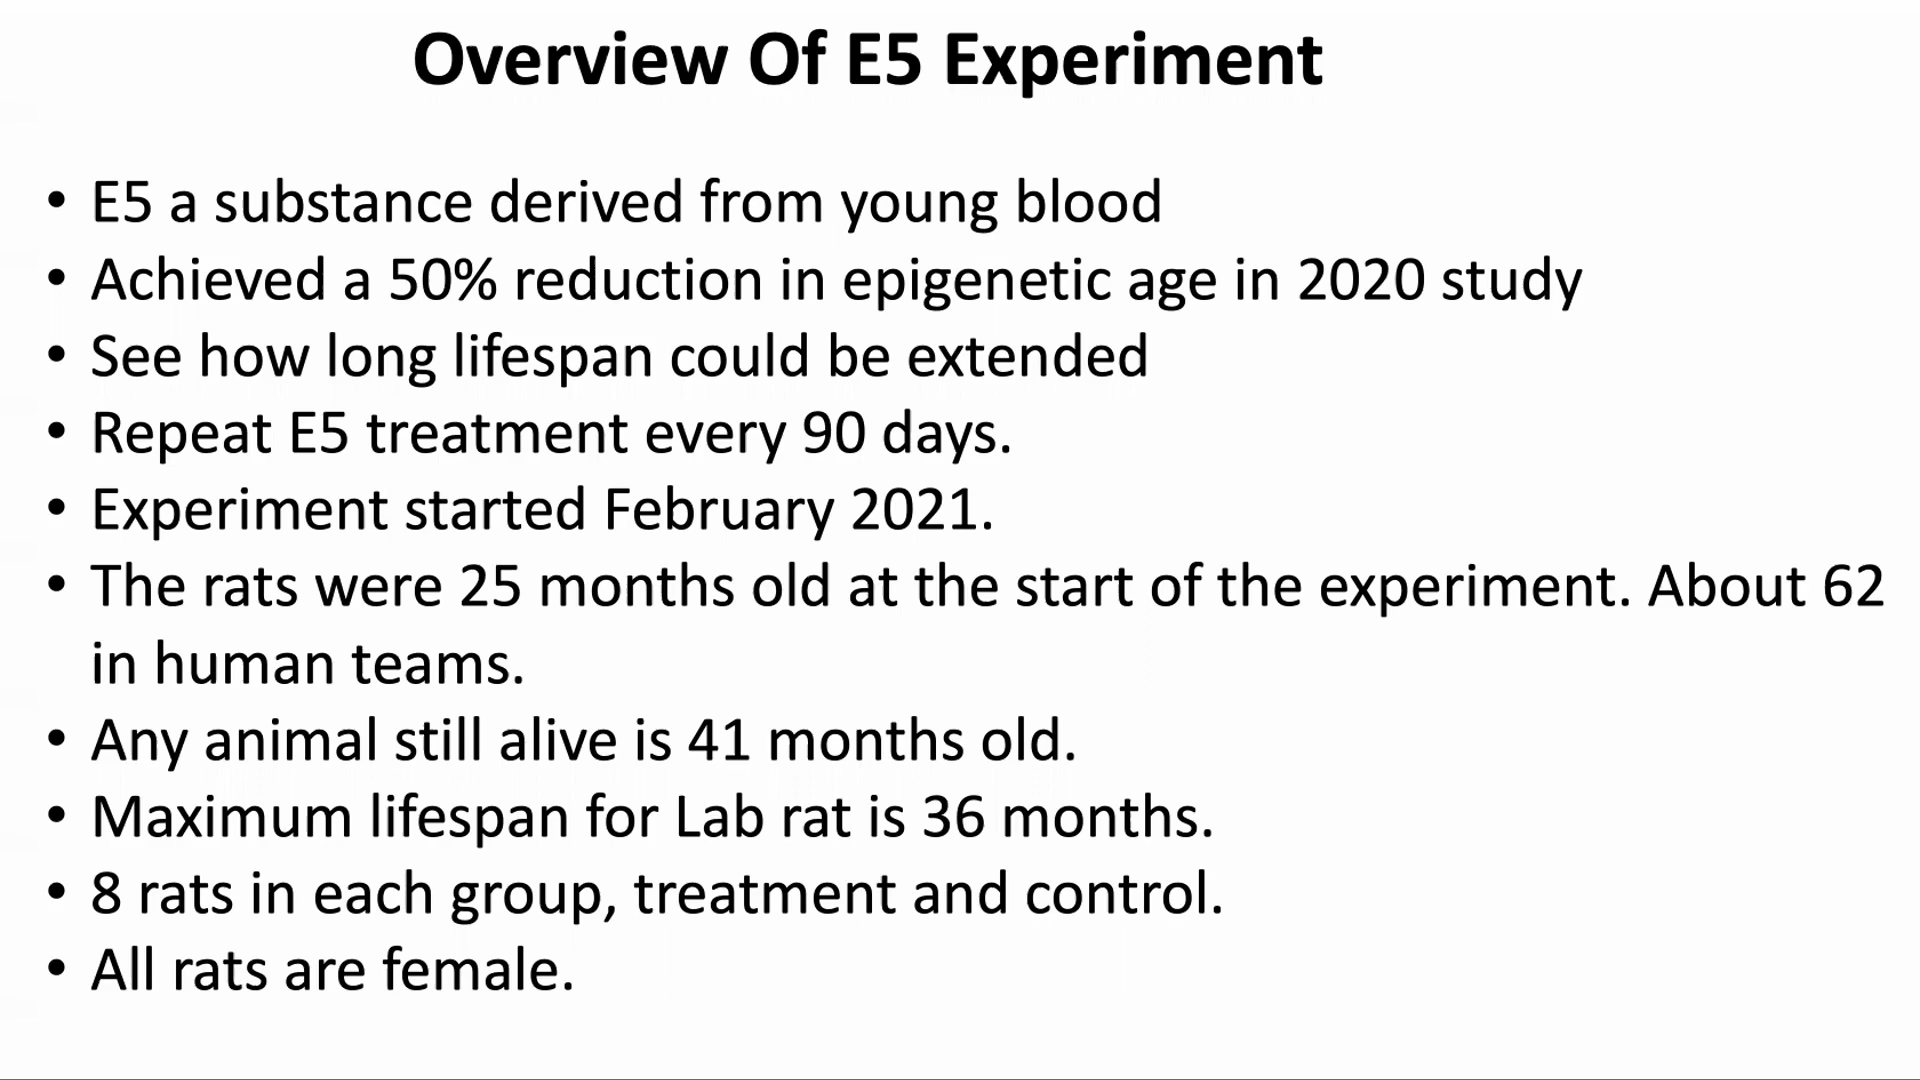 Overview Of E5 Experiment
• E5 a substance derived from young blood
• Achieved a 50% reduction in epigenetic age in 2020 study
• See how long lifespan could be extended
• Repeat E5 treatment every 90 days.
• Experiment started February 2021.
• The rats were 25 months old at the start of the experiment. About 62
in human teams.
• Any animal still alive is 41 months old.
• Maximum lifespan for Lab rat is 36 months.
• 8 rats in each group, treatment and control.
• All rats are female.